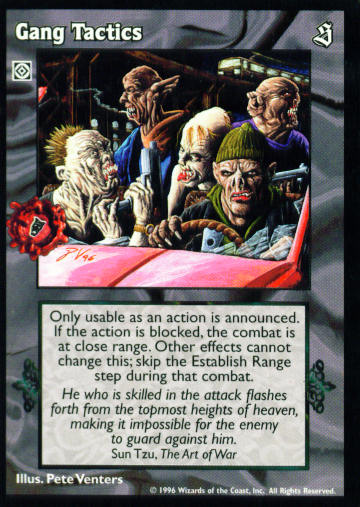 Gang Tactics
PV96
Only usable as an action is announced.
If the action is blocked, the combat is
at close range. Other effects cannot
change this; skip the Establish Range
step during that combat.
He who is skilled in the attack flashes
forth from the topmost heights of heaven,
making it impossible for the enemy
to guard against him.
Sun Tzu, The Art of War
Illus. Pete Venters
© 1996 Wizards of the Coast, Inc. All Rights Reserved.